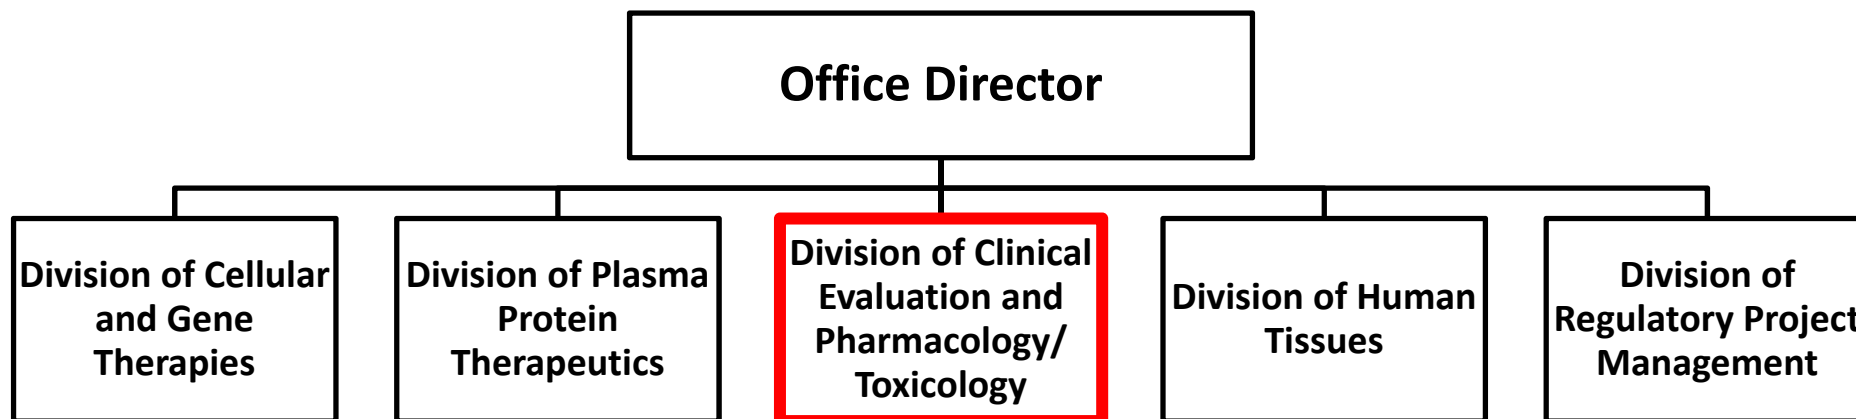 Office Director
Division of Cellular
and Gene
Therapies
Division of Plasma
Protein
Therapeutics
Division of Clinical
Evaluation and
Pharmacology/
Toxicology
Division of Human
Tissues
Division of
Regulatory Project
Management